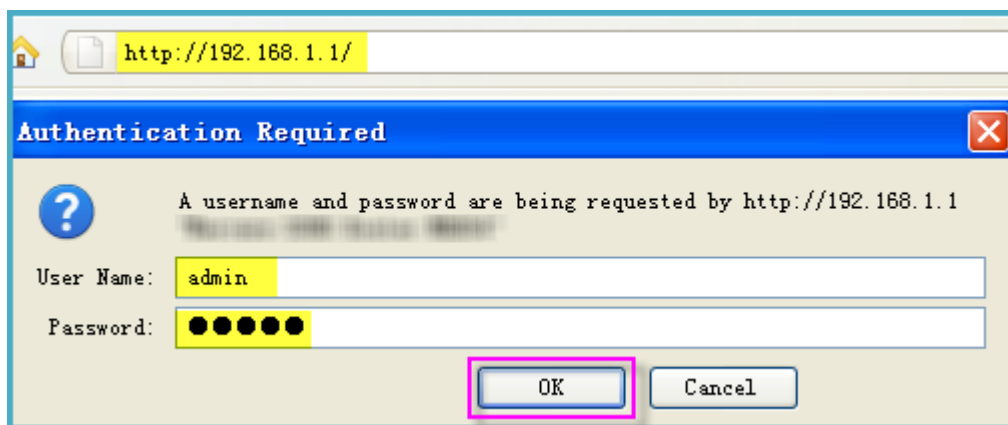 http://192.168.1.1/
Authentication Required
A username and password are being requested by http://192.168.1.1
User Name: admin
Password: ●●●●●
OK Cancel